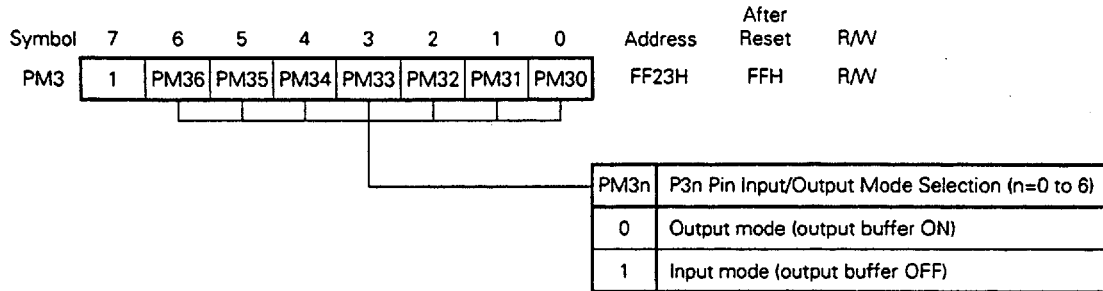 After
Symbol 7 6 5 4 3 2 1 0 Address Reset R/W
PM3 1 PM36 PM35 PM34 PM33 PM32 PM31 PM30 FF23H FFH R/W
PM3n P3n Pin Input/Output Mode Selection (n=0 to 6)
0 Output mode (output buffer ON)
1 Input mode (output buffer OFF)